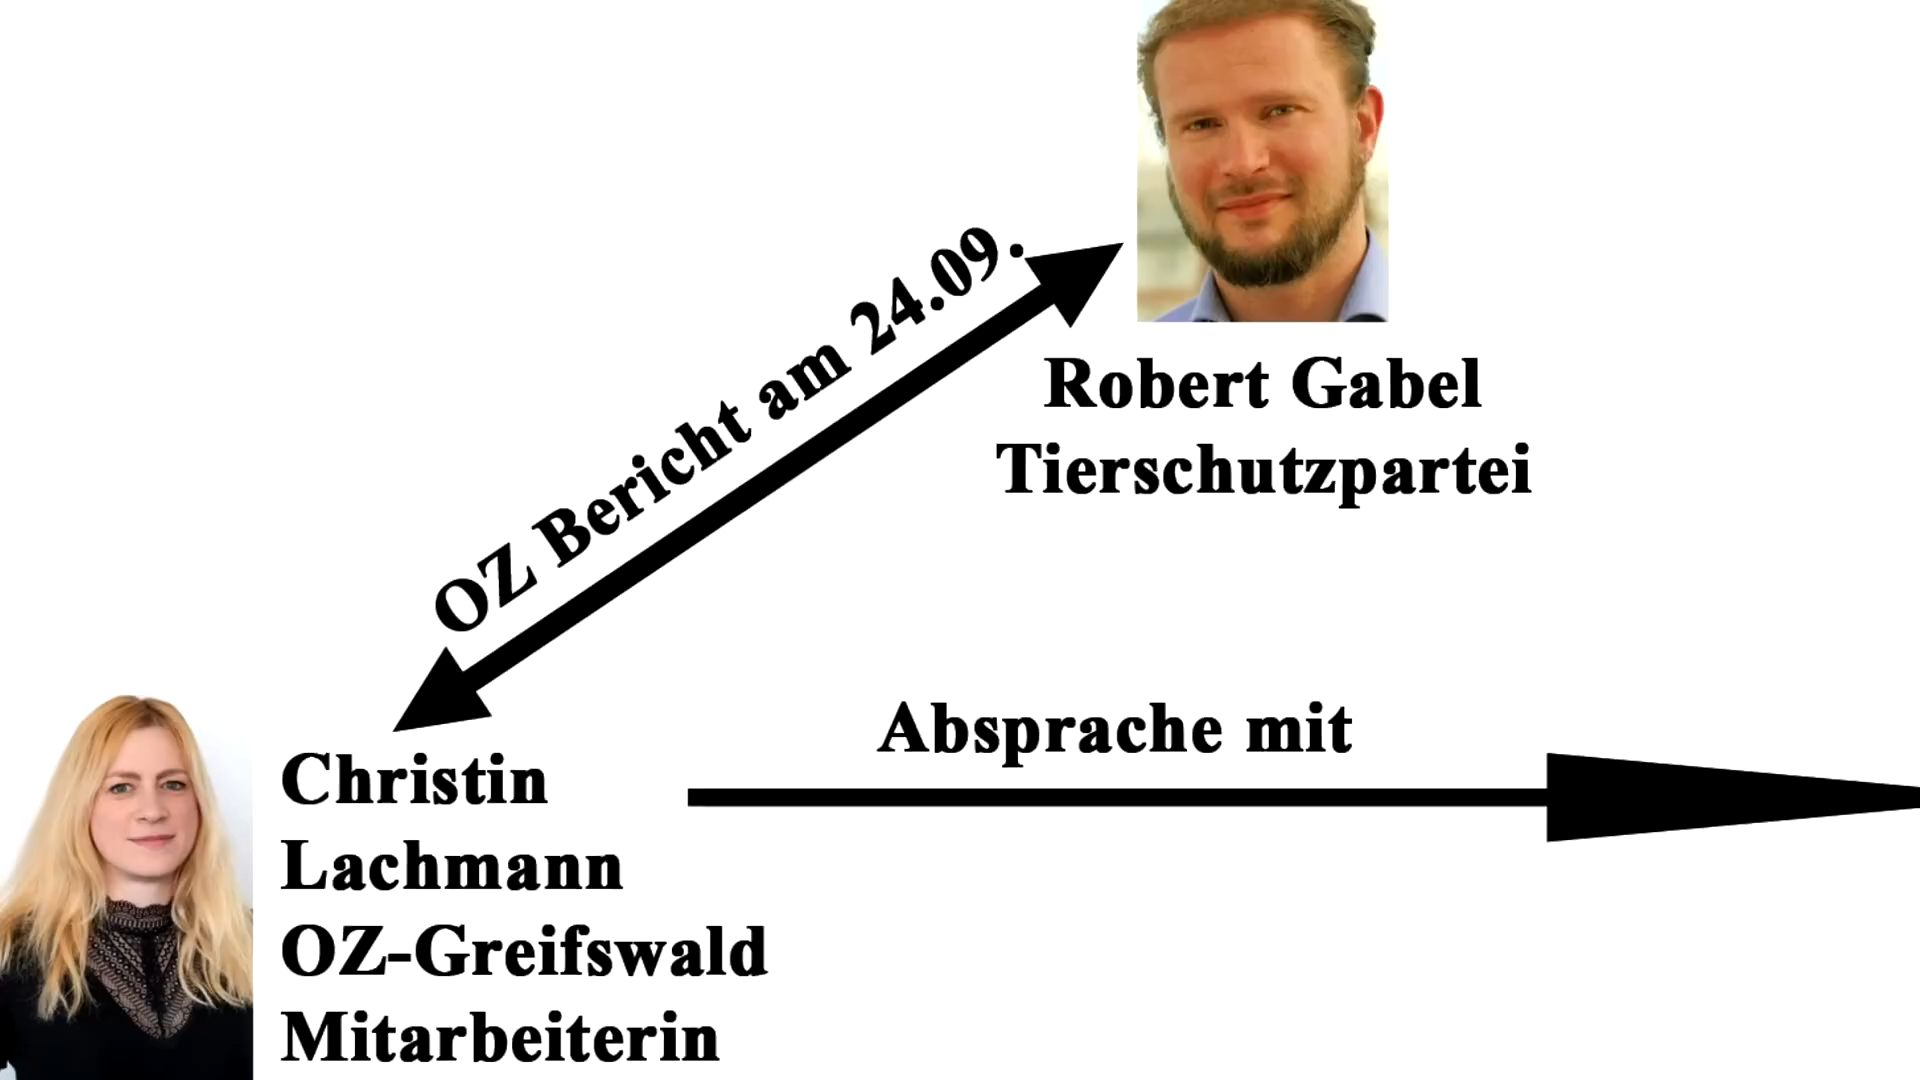 OZ Bericht am 24.09.
Robert Gabel
Tierschutzpartei
Absprache mit
Christin
Lachmann
OZ-Greifswald
Mitarbeiterin